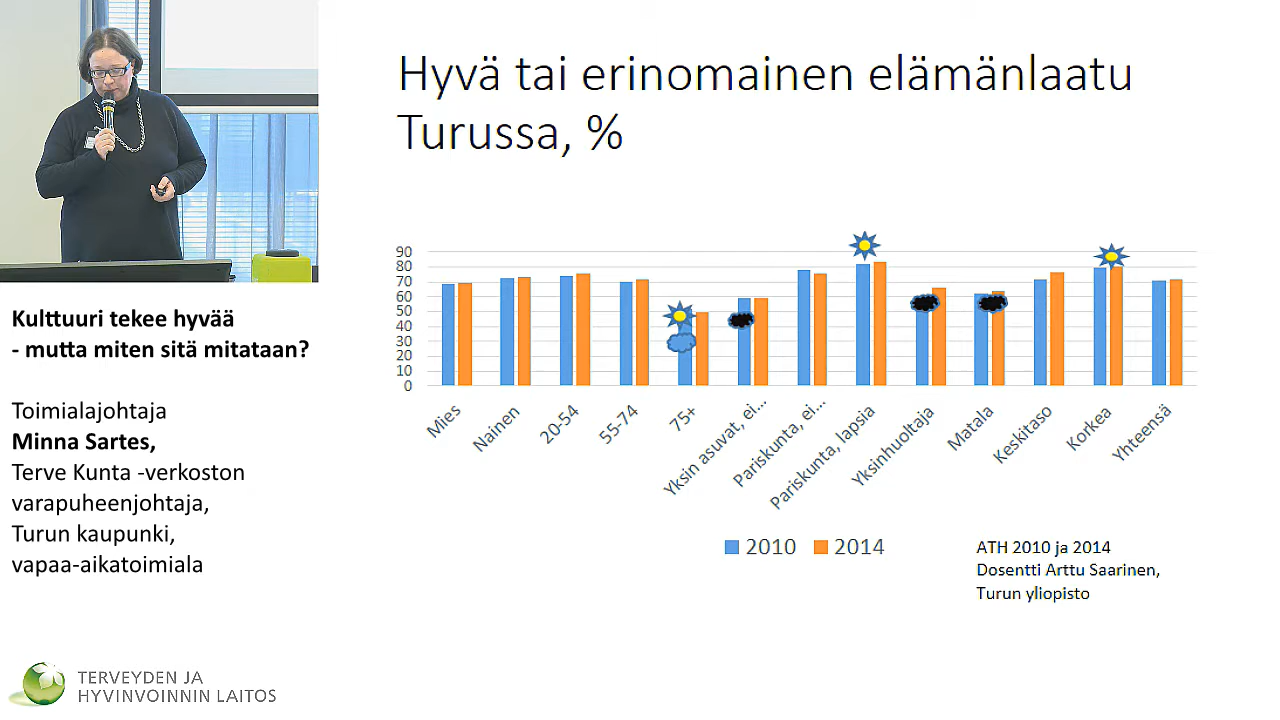 Hyvä tai erinomainen elämänlaatu
Turussa, %
90
80
70
60
50
40
30
20
10
0
Mies
Nainen
20-54
55-74
75+
Yksin asuvat, ei...
Pariskunta, ei...
Pariskunta, lapsia
Yksinhuoltaja
Matala
Keskitaso
Korkea
Yhteensä
2010
2014
ATH 2010 ja 2014
Dosentti Arttu Saarinen,
Turun yliopisto
Kulttuuri tekee hyvää
- mutta miten sitä mitataan?
Toimialajohtaja
Minna Sartes,
Terve Kunta -verkoston
varapuheenjohtaja,
Turun kaupunki,
vapaa-aikatoimiala
TERVEYDEN JA
HYVINVOINNIN LAITOS